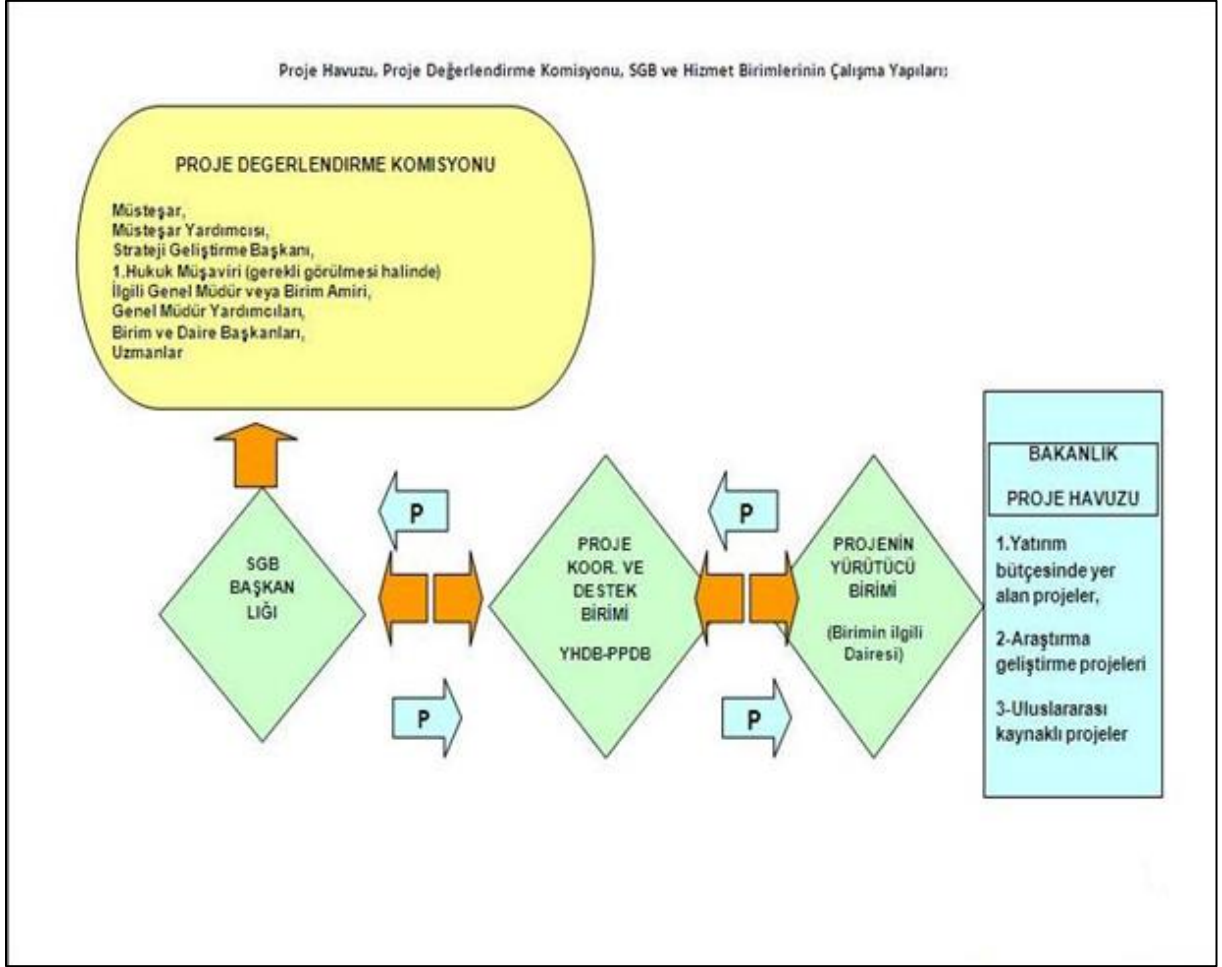 Proje Havuzu, Proje Değerlendirme Komisyonu, SGB ve Hizmet Birimlerinin Çalışma Yapıları;
PROJE DEGERLENDIRME KOMISYONU
Müsteşar,
Müsteşar Yardımcısı,
Strateji Geliştirme Başkanı,
1.Hukuk Müşaviri (gerekli görülmesi halinde)
İlgili Genel Müdür veya Birim Amiri,
Genel Müdür Yardımcıları,
Birim ve Daire Başkanları,
Uzmanlar
SGB
BAŞKAN
LIĞI
P
P
PROJE
KOOR. VE
DESTEK
BİRİMİ
YHDB-PPDB
P
P
PROJENİN
YÜRÜTÜCÜ
BİRİMİ
(Birimin ilgili
Dairesi)
BAKANLIK
PROJE HAVUZU
1.Yatırım
bütçesinde yer
alan projeler,
2-Araştırma
geliştirme projeleri
3-Uluslararası
kaynaklı projeler